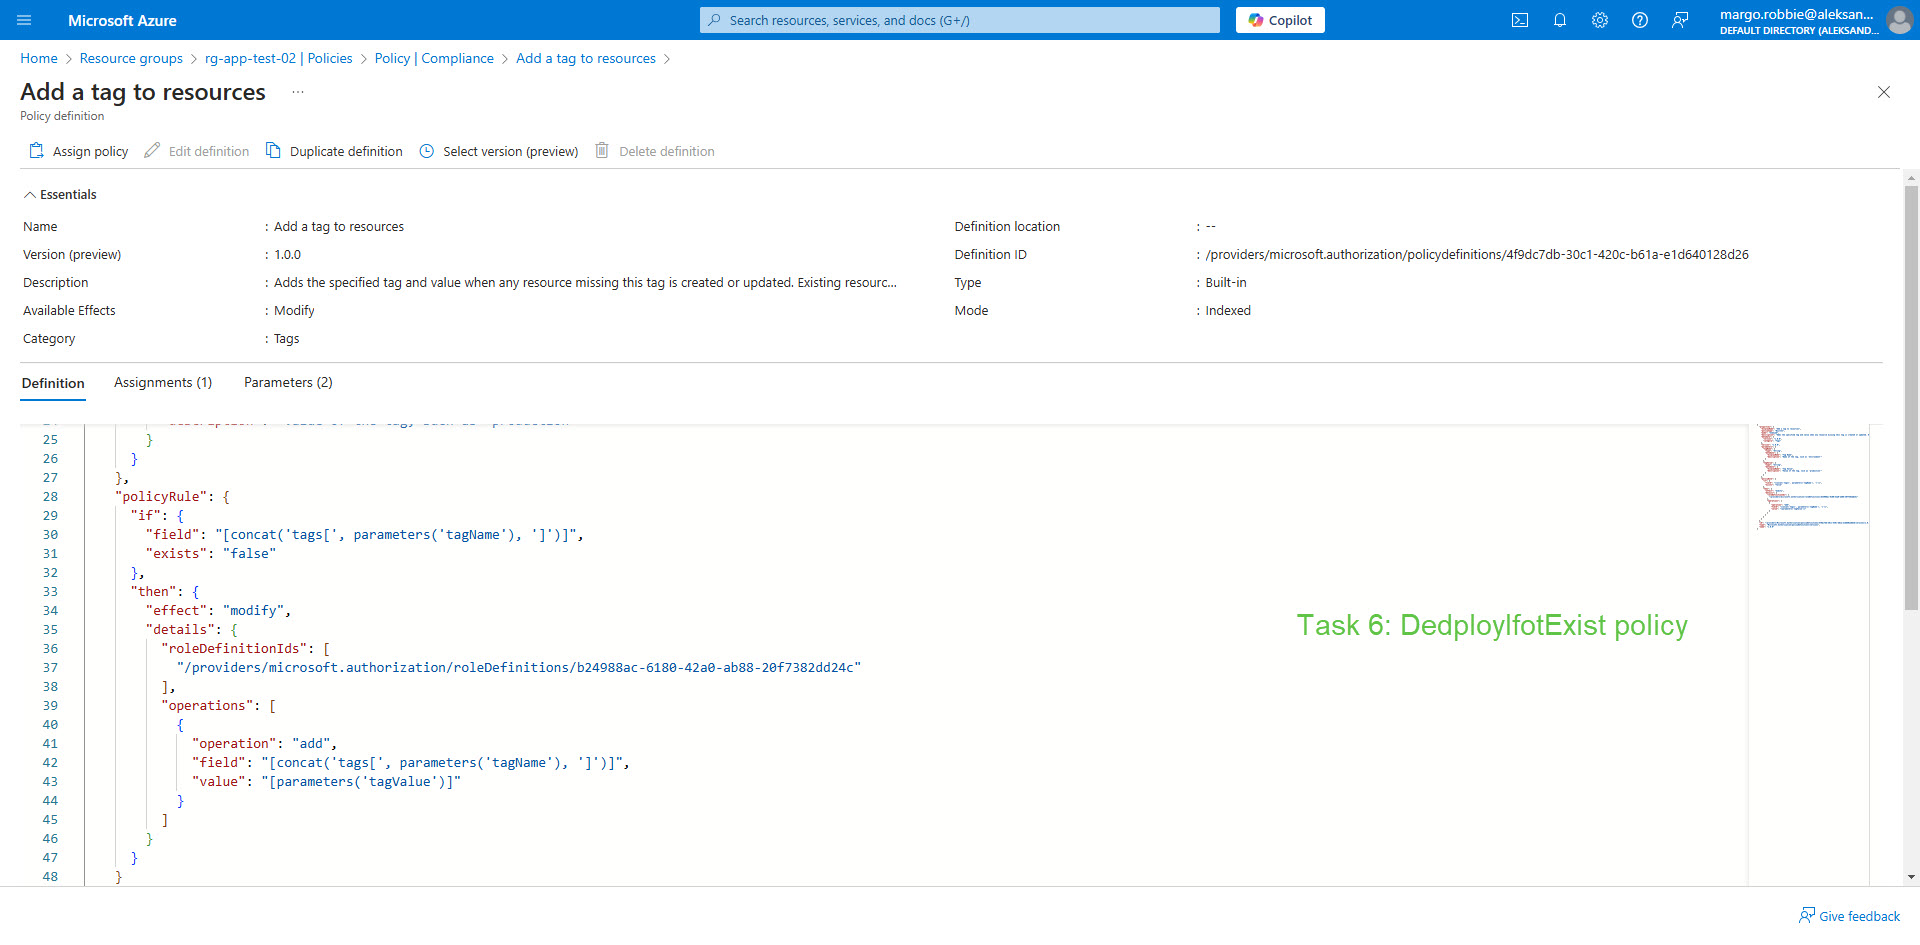 Microsoft Azure
Search resources, services, and docs (G+/)
Copilot
margo.robbie@aleksan...
DEFAULT DIRECTORY (ALEKSAND...
Home > Resource groups > rg-app-test-02 | Policies > Policy | Compliance > Add a tag to resources >
Add a tag to resources ...
Policy definition
Assign policy Edit definition Duplicate definition Select version (preview) Delete definition
Essentials
Name : Add a tag to resources
Version (preview) : 1.0.0
Description : Adds the specified tag and value when any resource missing this tag is created or updated. Existing resourc...
Available Effects : Modify
Category : Tags
Definition location : --
Definition ID : /providers/microsoft.authorization/policydefinitions/4f9dc7db-30c1-420c-b61a-e1d640128d26
Type : Built-in
Mode : Indexed
Definition Assignments (1) Parameters (2)
25 }
26 }
27 },
28 "policyRule": {
29 "if": {
30 "field": "[concat('tags[', parameters('tagName'), ']')]",
31 "exists": "false"
32 },
33 "then": {
34 "effect": "modify",
35 "details": {
36 "roleDefinitionIds": [
37 "/providers/microsoft.authorization/roleDefinitions/b24988ac-6180-42a0-ab88-20f7382dd24c"
38 ],
39 "operations": [
40 {
41 "operation": "add",
42 "field": "[concat('tags[', parameters('tagName'), ']')]",
43 "value": "[parameters('tagValue')]"
44 }
45 ]
46 }
47 }
48 }
Task 6: DedployIfotExist policy
Give feedback